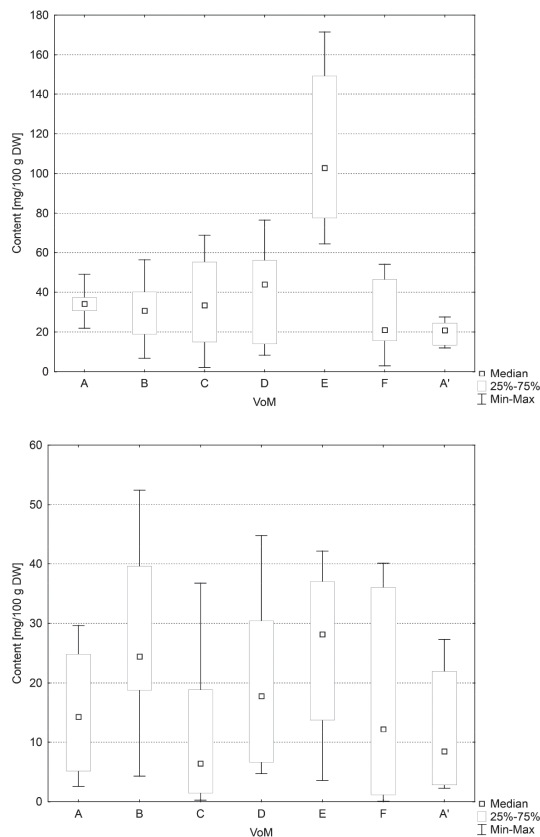 180
160
140
120
100
80
60
40
20
0
Content [mg/100 g DW]
A B C D E F A'
VoM
Median
25%-75%
Min-Max
60
50
40
30
20
10
0
Content [mg/100 g DW]
A B C D E F A'
VoM
Median
25%-75%
Min-Max